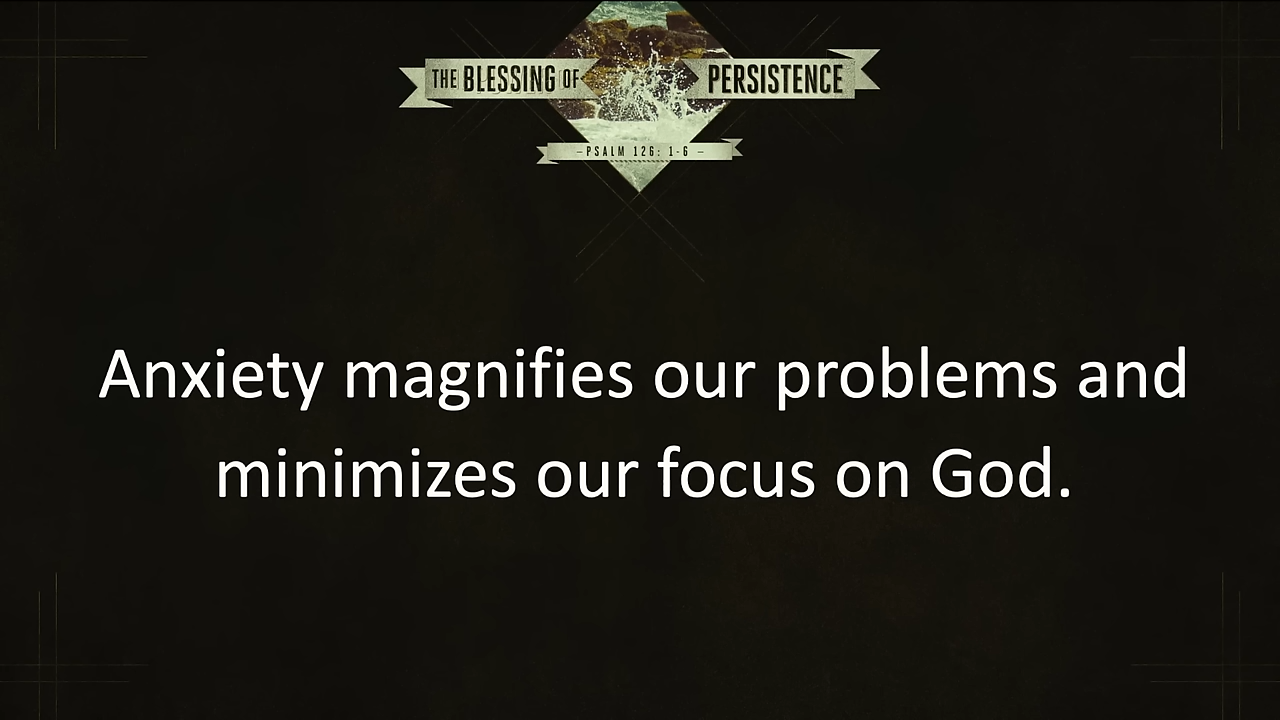 THE BLESSING OF PERSISTENCE
–PSALM 126: 1-6 –
Anxiety magnifies our problems and
minimizes our focus on God.